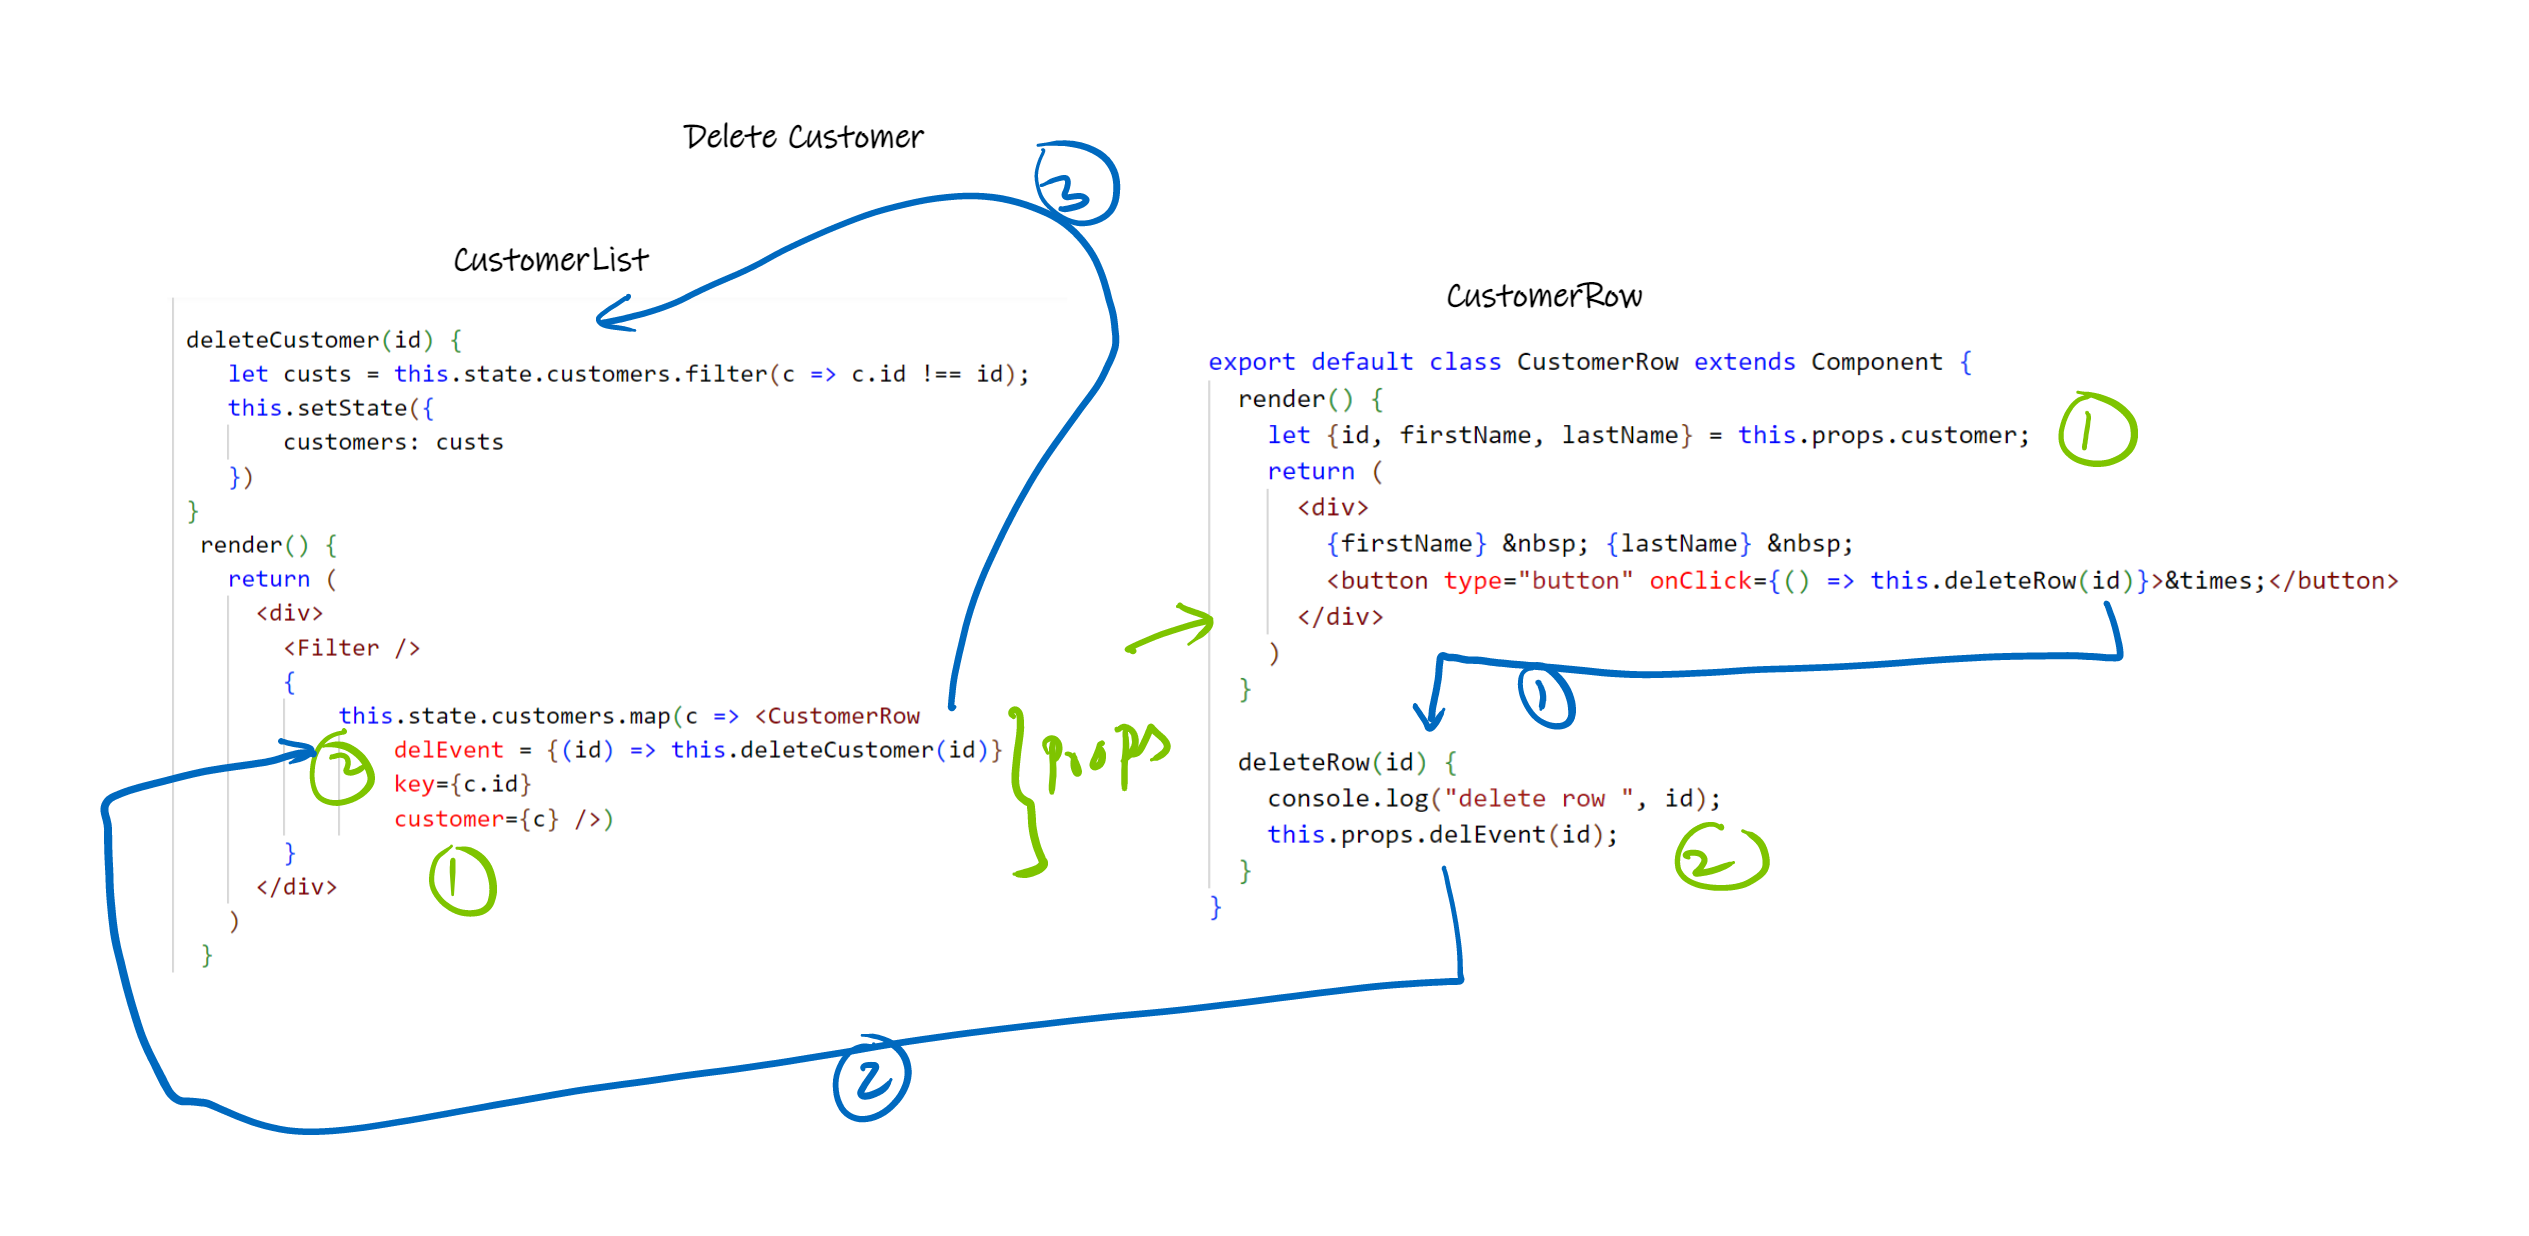 Delete Customer
3
CustomerList
deleteCustomer(id) {
let custs = this.state.customers.filter(c => c.id !== id);
this.setState({
customers: custs
})
}
render() {
return (
<div>
<Filter />
{
this.state.customers.map(c => <CustomerRow
2
delEvent = {(id) => this.deleteCustomer(id)}
key={c.id}
customer={c} />)
}
1
</div>
)
}
props
CustomerRow
export default class CustomerRow extends Component {
render() {
let {id, firstName, lastName} = this.props.customer;
1
return (
<div>
{firstName} &nbsp; {lastName} &nbsp;
<button type="button" onClick={() => this.deleteRow(id)}>&times;</button>
</div>
)
}
1
deleteRow(id) {
console.log("delete row ", id);
this.props.delEvent(id);
2
}
}
2